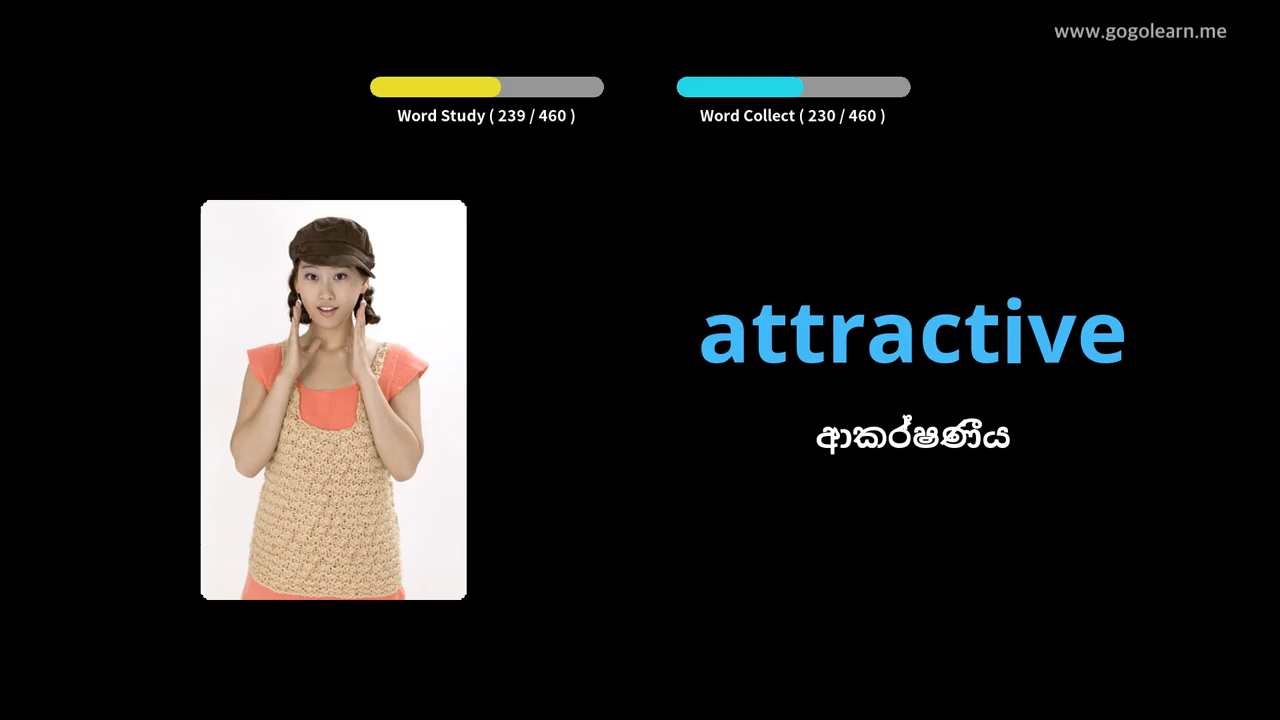 www.gogolearn.me
Word Study ( 239 / 460 )
Word Collect ( 230 / 460 )
attractive
ආකර්ෂණීය